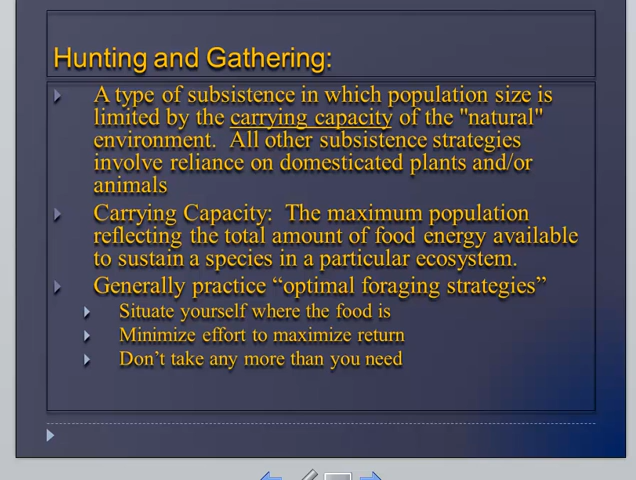 Hunting and Gathering:
A type of subsistence in which population size is
limited by the carrying capacity of the "natural"
environment. All other subsistence strategies
involve reliance on domesticated plants and/or
animals
Carrying Capacity: The maximum population
reflecting the total amount of food energy available
to sustain a species in a particular ecosystem.
Generally practice “optimal foraging strategies”
Situate yourself where the food is
Minimize effort to maximize return
Don’t take any more than you need